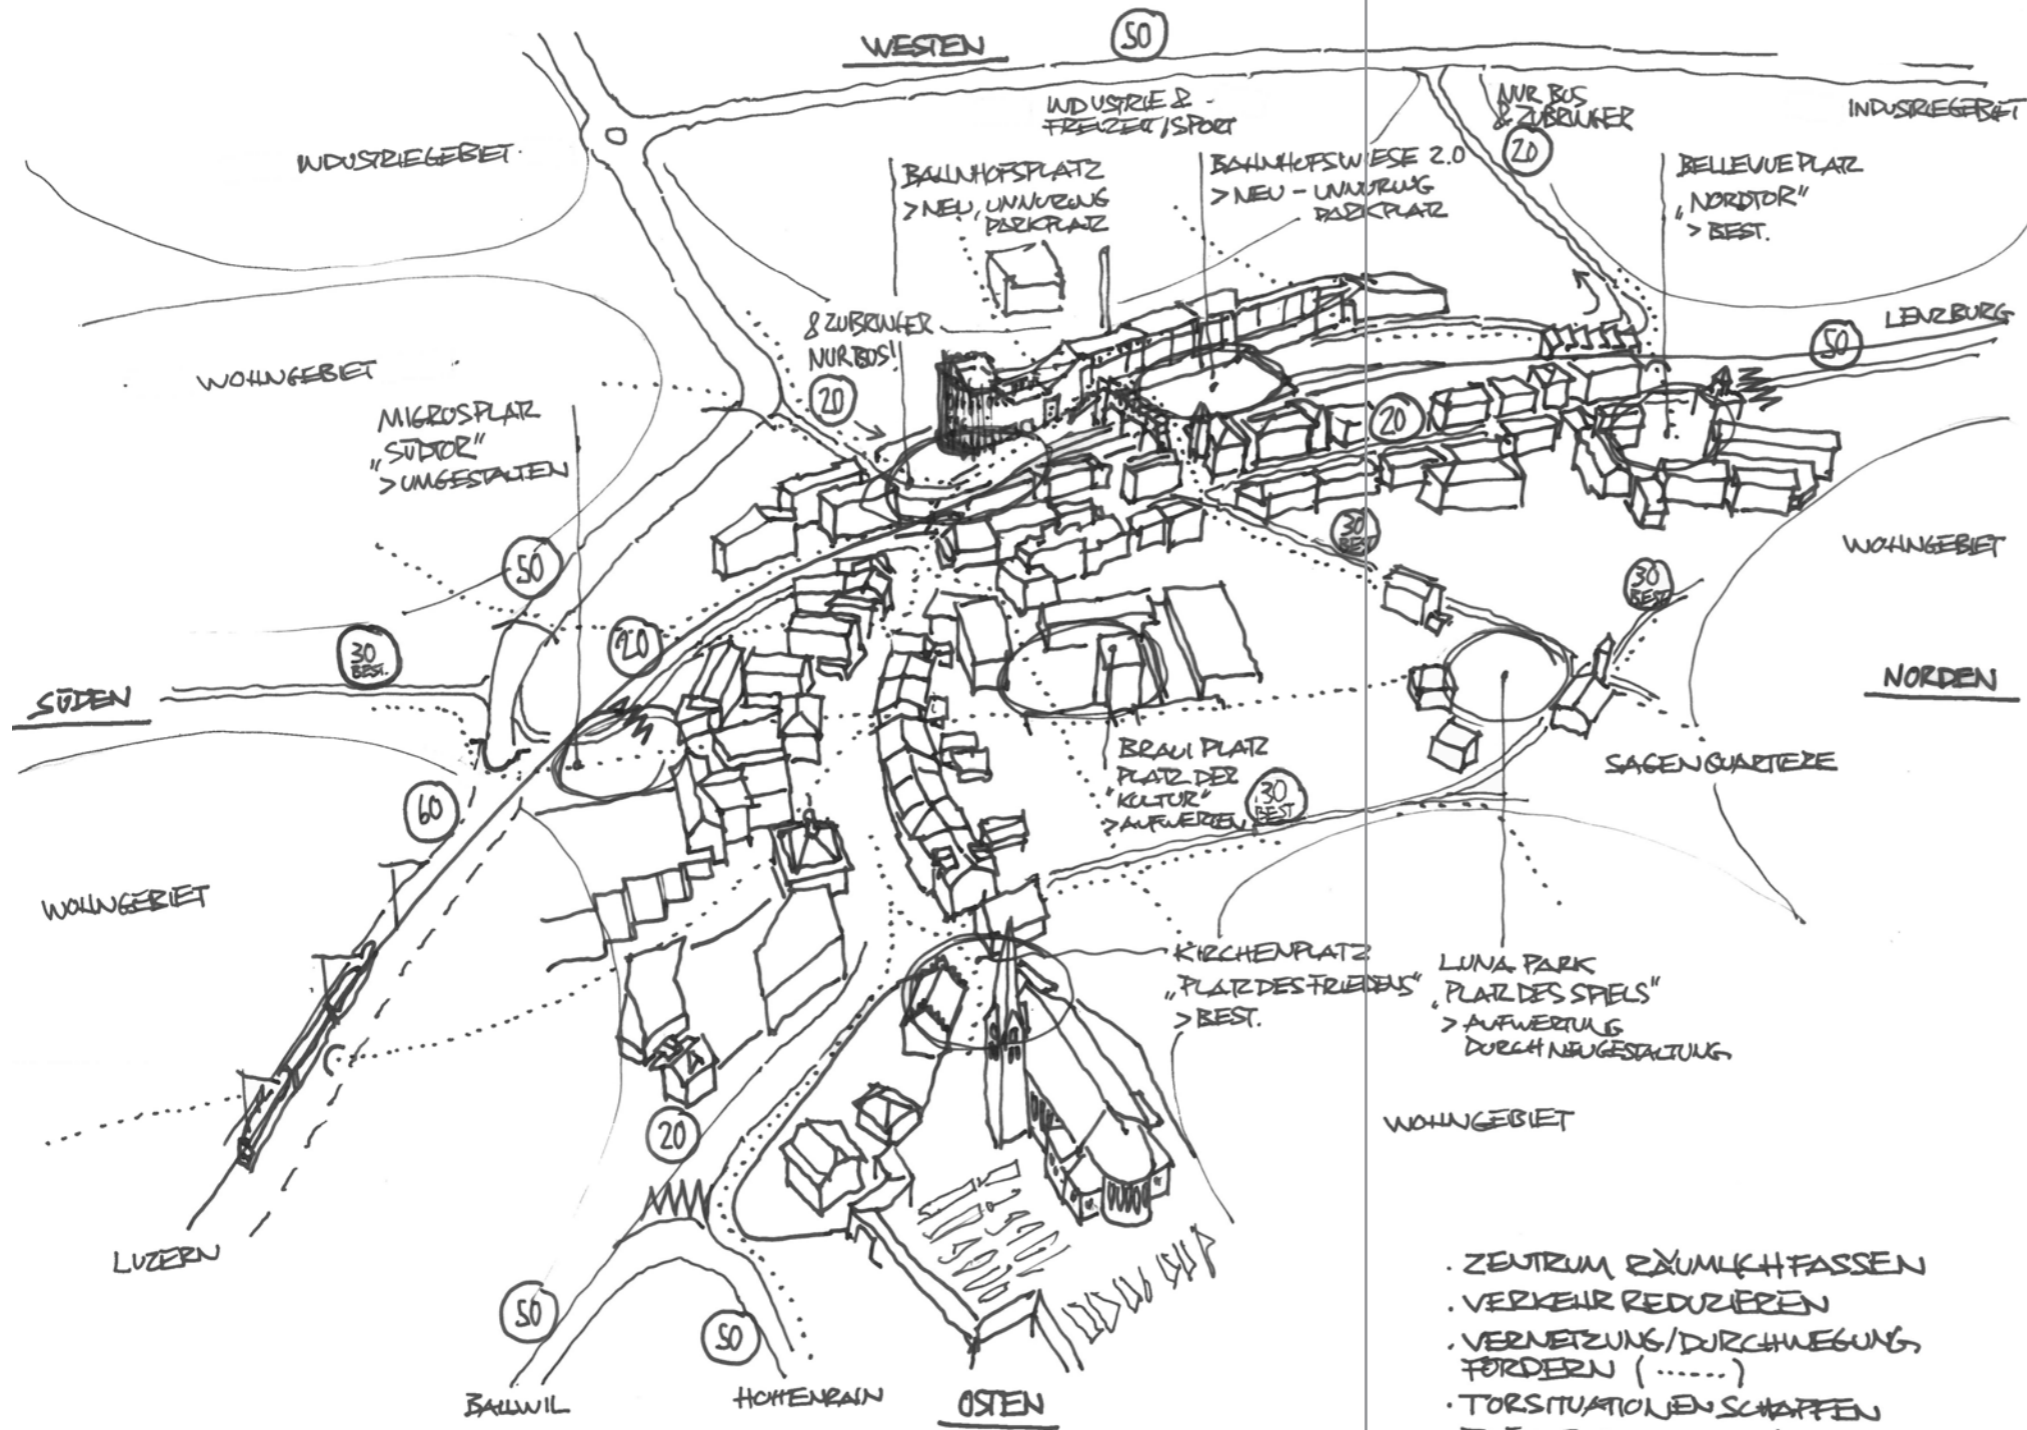 WESTEN
50
INDUSTRIE &
FREIZEIT/SPORT
NUR BUS
& ZUBRINGER
20
INDUSTRIEGEBIET
INDUSTRIEGEBIET
BAHNHOFSPLATZ
> NEU, UNNUTZUNG
PARKPLATZ
BAHNHOFSWIESE 2.0
> NEU - UNNUTZUNG
PARKPLATZ
BELLEVUEPLATZ
"NORDTOR"
> BEST.
& ZUBRINGER
NUR BUS!
20
LENZBURG
50
WOHNGEBIET
MIGROSPLATZ
"SÜDTOR"
> UMGESTALTEN
20
50
30
BEST.
WOHNGEBIET
30
BEST.
30
BEST.
20
SÜDEN
NORDEN
60
BRAUI PLATZ
PLATZ DER
"KULTUR"
> AUFWERTEN
30
BEST.
SAGENQUARTIERE
WOHNGEBIET
KIRCHENPLATZ
"PLATZ DES FRIEDENS"
> BEST.
LUNA PARK
"PLATZ DES SPIELS"
> AUFWERTUNG
DURCH NEUGESTALTUNG
20
WOHNGEBIET
LUZERN
50
50
BALLWIL
HOHENRAIN
OSTEN
· ZENTRUM RÄUMLICH FASSEN
· VERKEHR REDUZIEREN
· VERNETZUNG/DURCHWEGUNG
FÖRDERN (······)
· TORSITUATIONEN SCHAFFEN